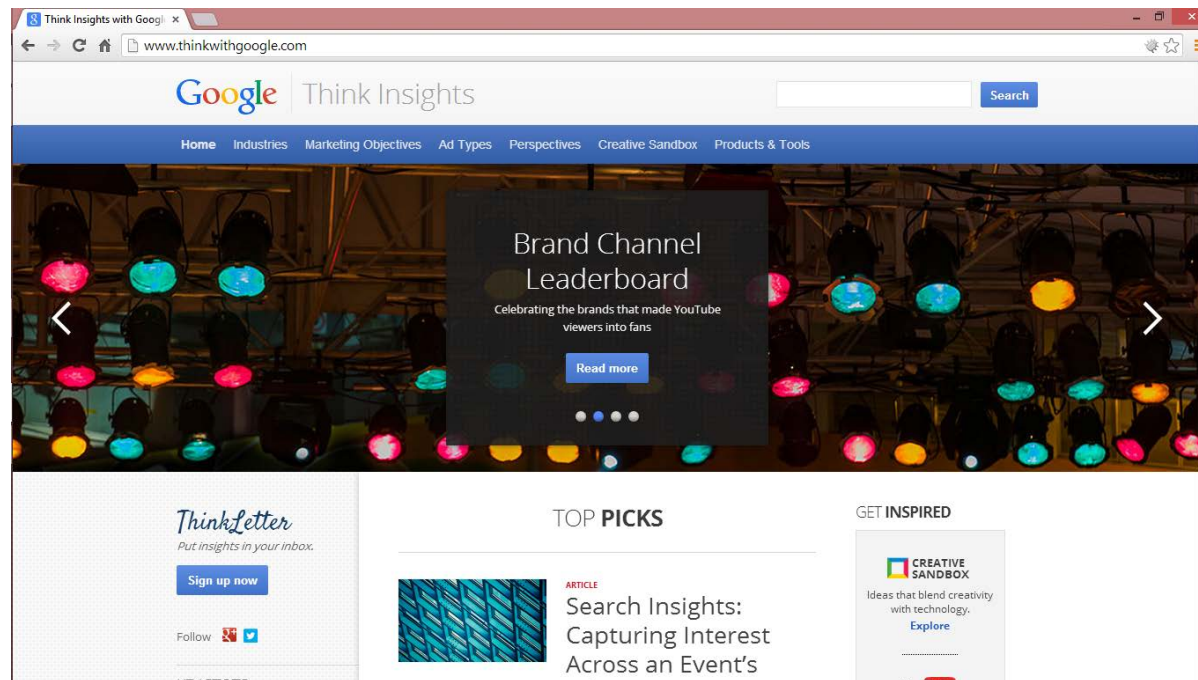 Think Insights with Googl
www.thinkwithgoogle.com
Google Think Insights
Search
Home Industries Marketing Objectives Ad Types Perspectives Creative Sandbox Products & Tools
Brand Channel
Leaderboard
Celebrating the brands that made YouTube
viewers into fans
Read more
ThinkLetter
Put insights in your inbox.
Sign up now
Follow
TOP PICKS
ARTICLE
Search Insights:
Capturing Interest
Across an Event's
GET INSPIRED
CREATIVE
SANDBOX
Ideas that blend creativity
with technology.
Explore